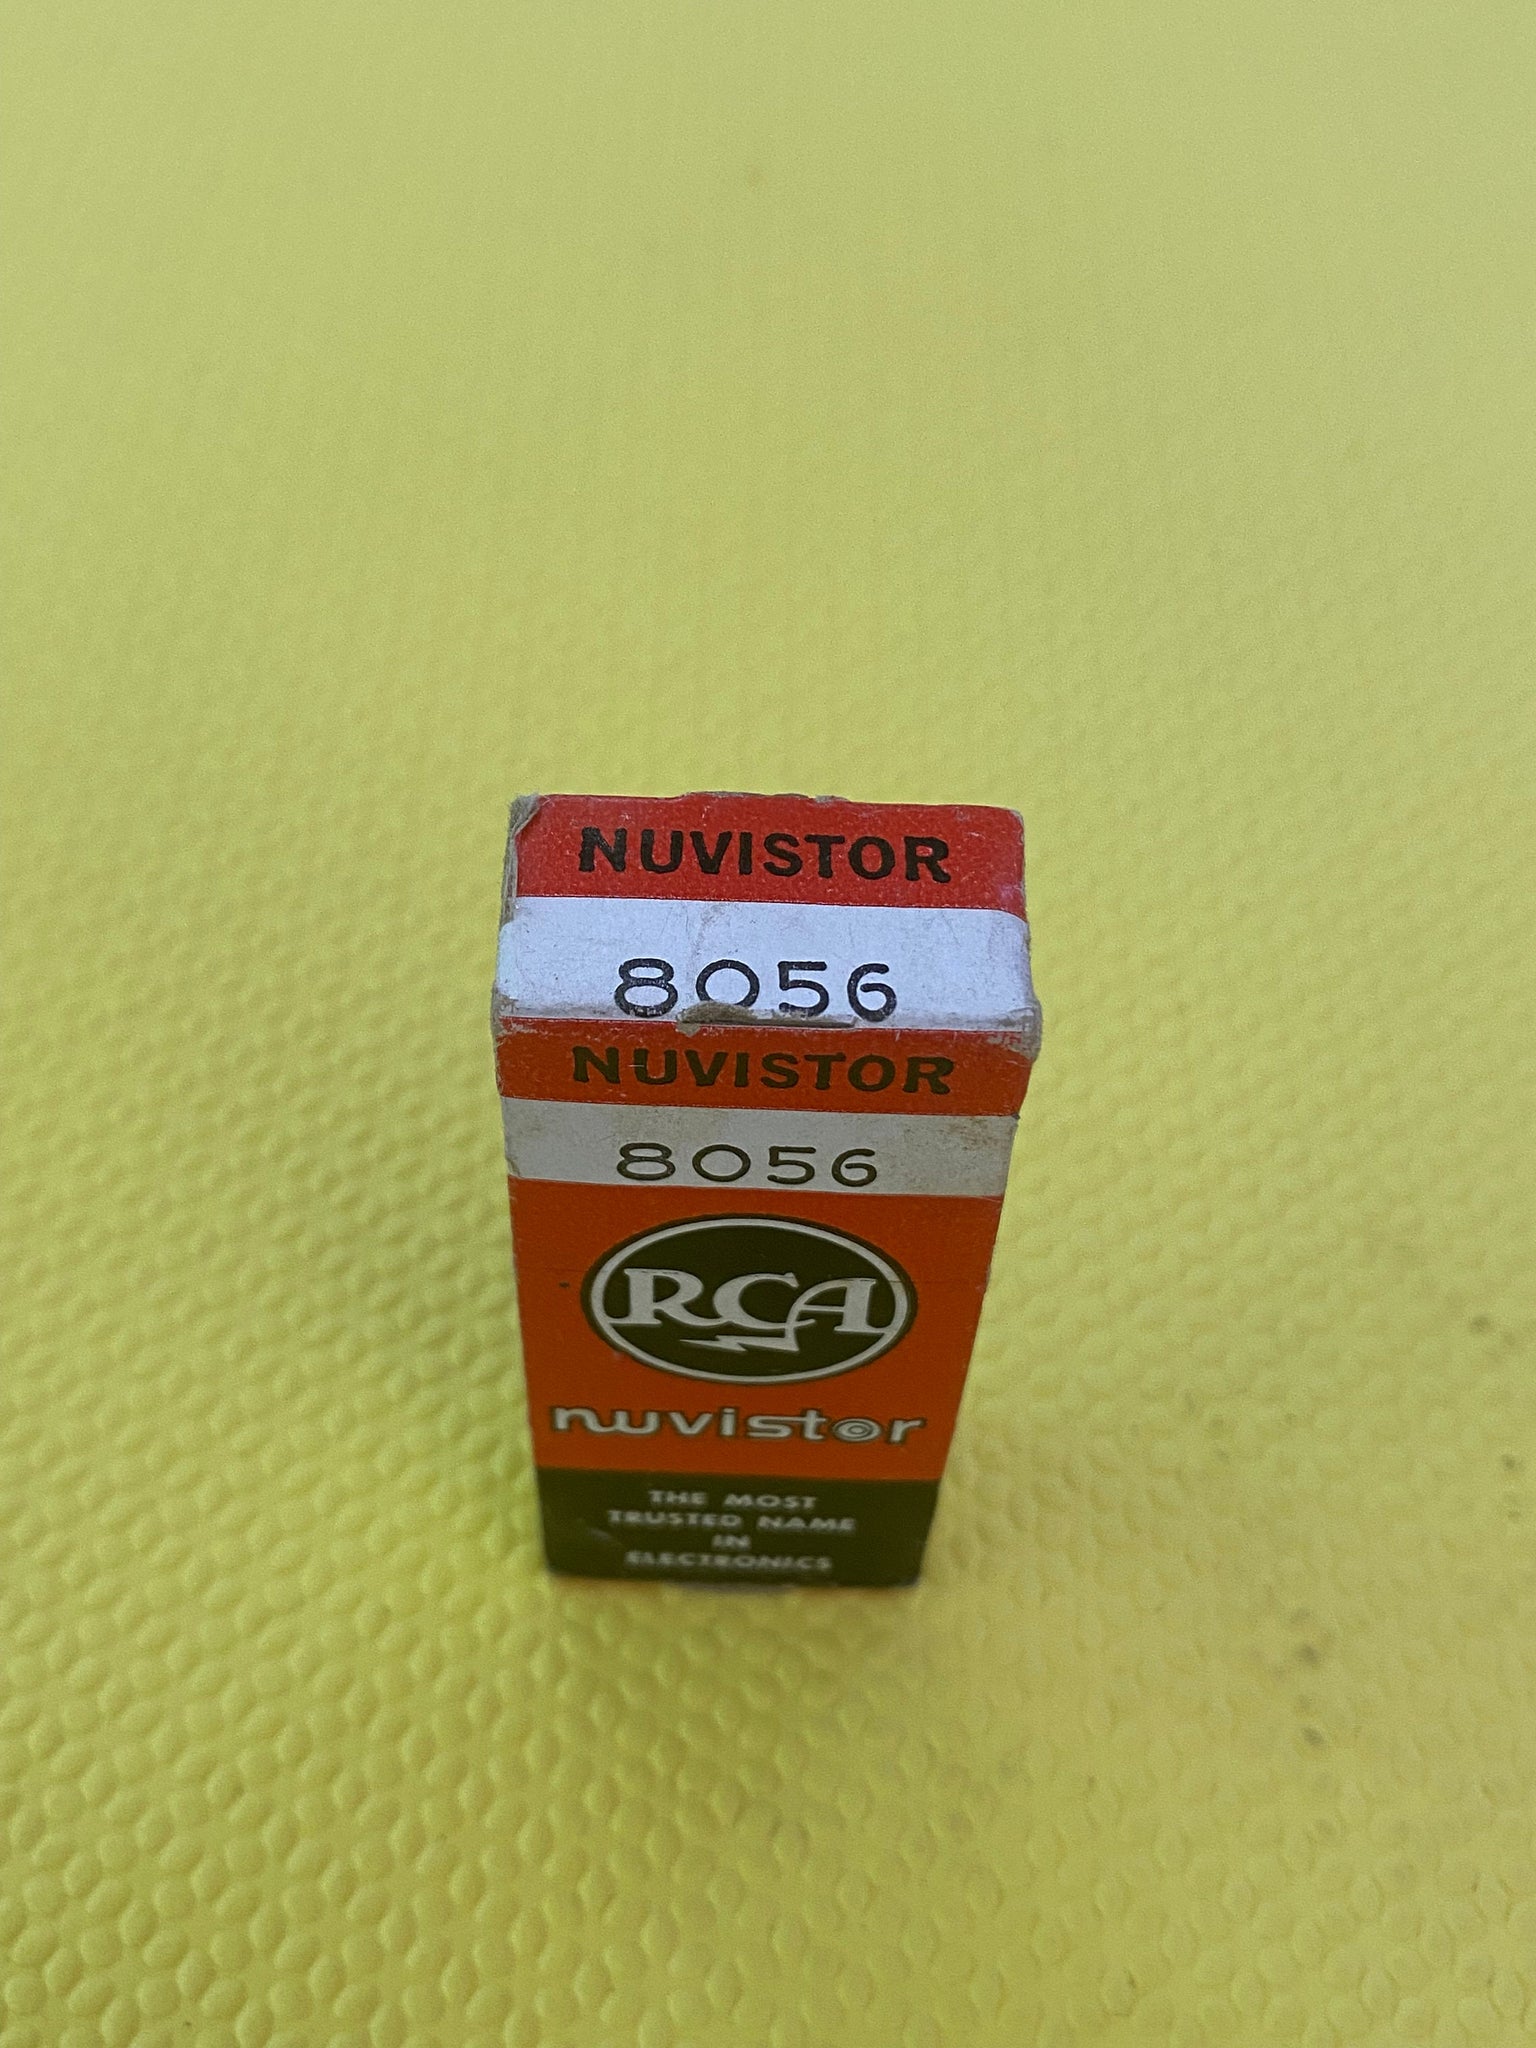 NUVISTOR
8056
NUVISTOR
8056
RCA
nuvistor
THE MOST
TRUSTED NAME
IN
ELECTRONICS